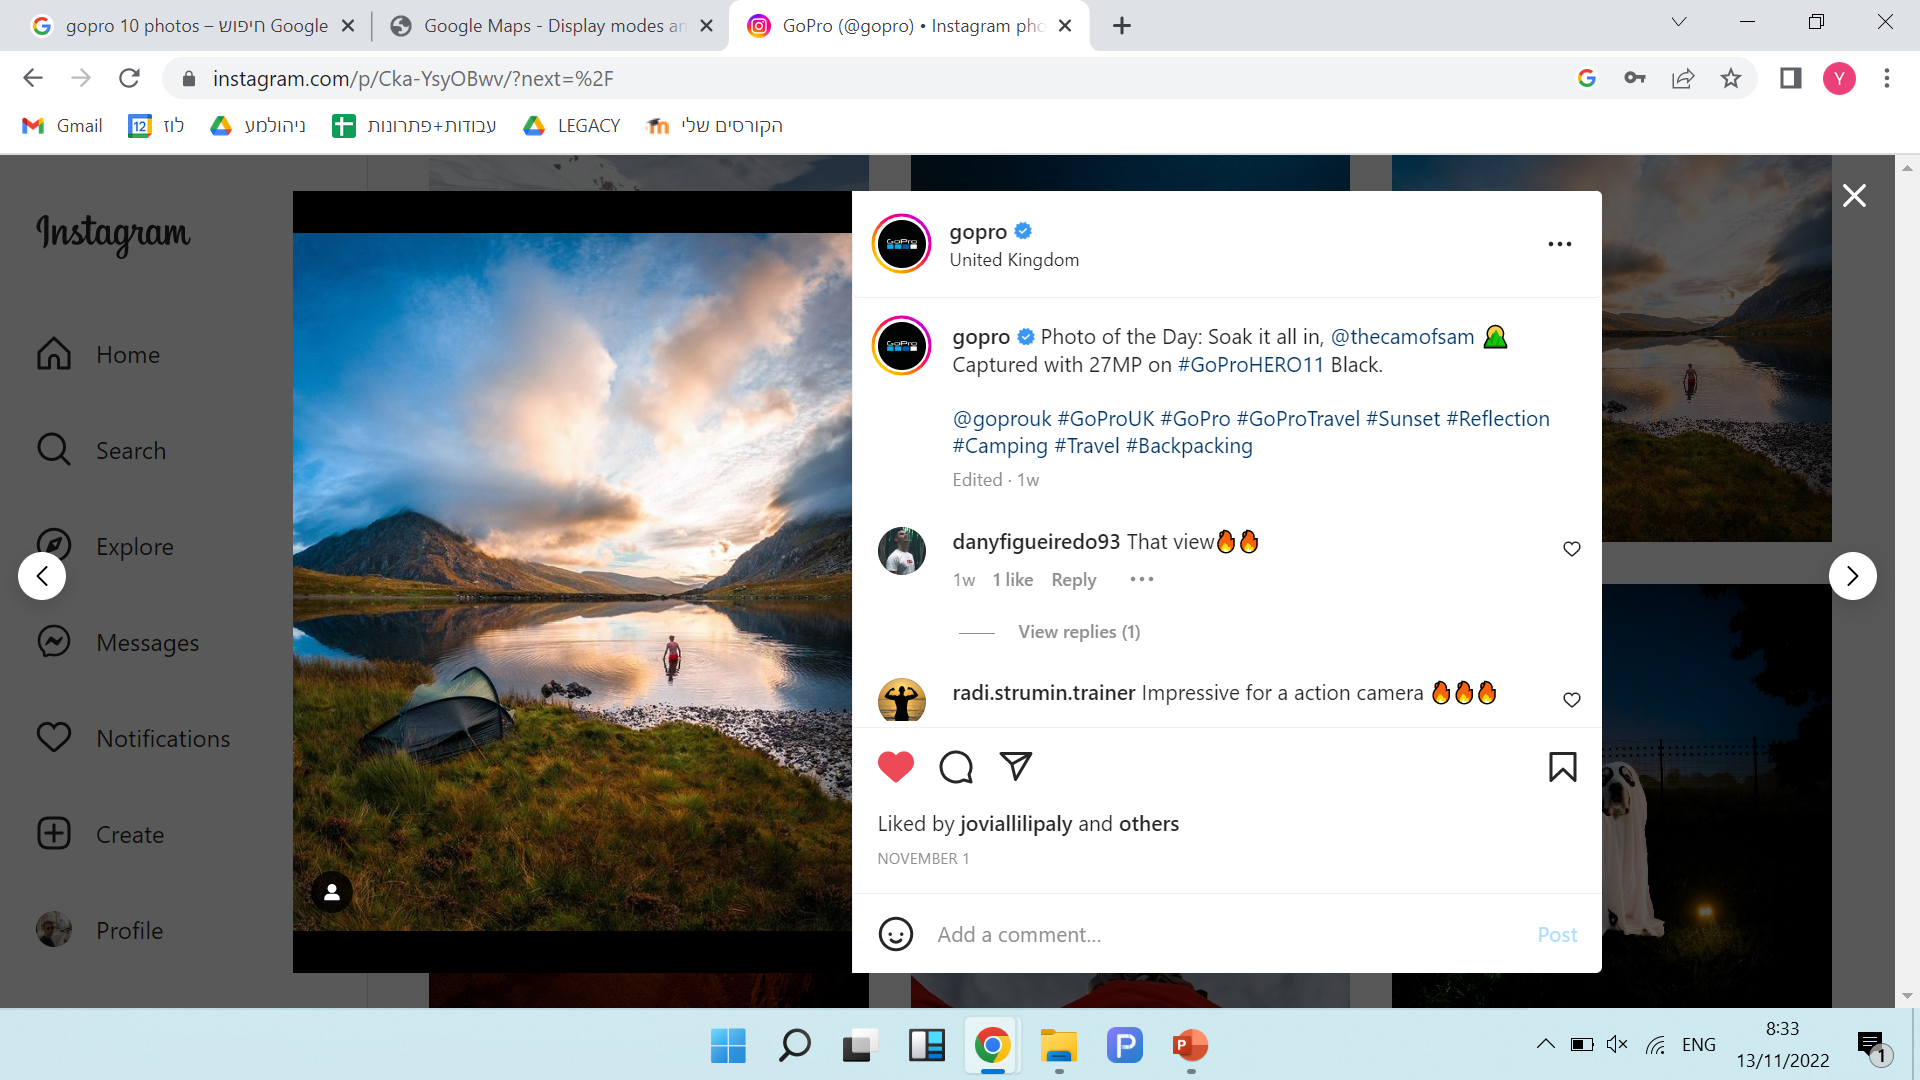 gopro 10 photos – חיפוש Google
Google Maps - Display modes an
GoPro (@gopro) • Instagram pho
instagram.com/p/Cka-YsyOBwv/?next=%2F
Y
Gmail
12
לוז
ניהולמע
עבודות+פתרונות
LEGACY
הקורסים שלי
Instagram
Home
Search
Explore
Messages
Notifications
Create
Profile
GoPro
gopro
United Kingdom
GoPro
gopro Photo of the Day: Soak it all in, @thecamofsam
Captured with 27MP on #GoProHERO11 Black.
@goprouk #GoProUK #GoPro #GoProTravel #Sunset #Reflection
#Camping #Travel #Backpacking
Edited · 1w
danyfigueiredo93 That view🔥🔥
1w 1 like Reply
View replies (1)
radi.strumin.trainer Impressive for a action camera 🔥🔥🔥
Liked by joviallilipaly and others
NOVEMBER 1
Add a comment...
Post
P
P
ENG
8:33
13/11/2022
1